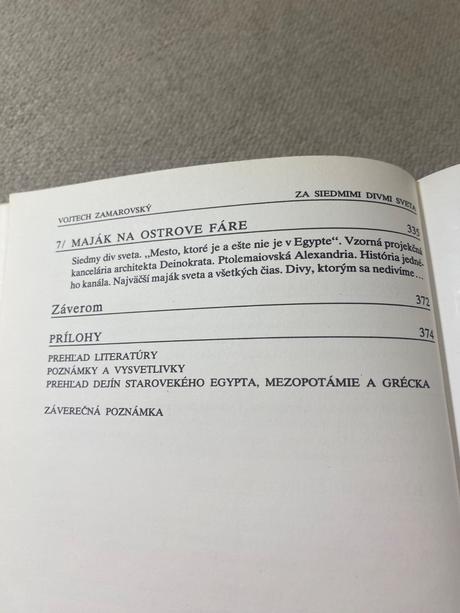 VOJTECH ZAMAROVSKÝ
ZA SIEDMIMI DIVMI SVETA
7/ MAJÁK NA OSTROVE FÁRE 335
Siedmy div sveta. „Mesto, ktoré je a ešte nie je v Egypte“. Vzorná projekčná
kancelária architekta Deinokrata. Ptolemaiovská Alexandria. História jedné-
ho kanála. Najväčší maják sveta a všetkých čias. Divy, ktorým sa nedivíme...
Záverom 372
PRÍLOHY 374
PREHĽAD LITERATÚRY
POZNÁMKY A VYSVETLIVKY
PREHĽAD DEJÍN STAROVEKÉHO EGYPTA, MEZOPOTÁMIE A GRÉCKA
ZÁVEREČNÁ POZNÁMKA